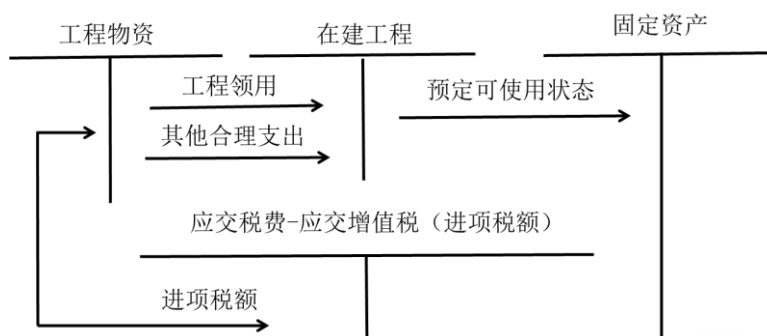 工程物资
在建工程
固定资产
工程领用
预定可使用状态
其他合理支出
应交税费-应交增值税（进项税额）
进项税额